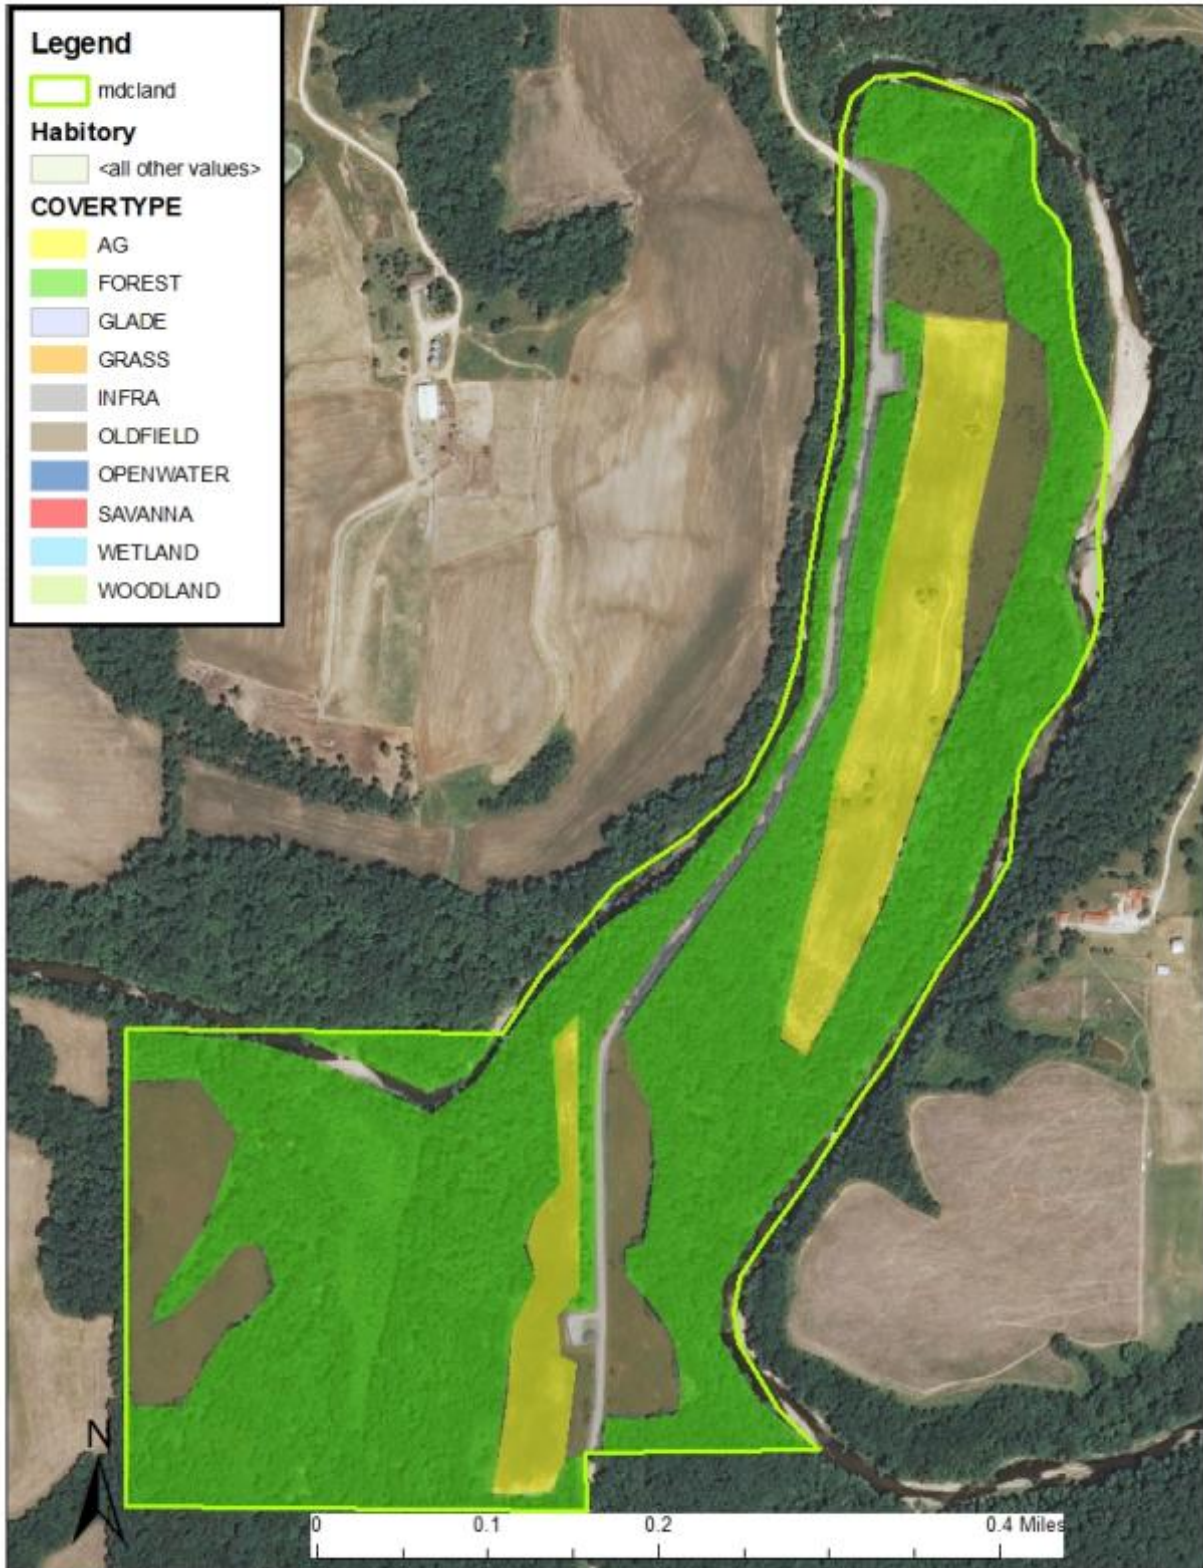 Legend
mdcland
Habitory
<all other values>
COVERTYPE
AG
FOREST
GLADE
GRASS
INFRA
OLDFIELD
OPENWATER
SAVANNA
WETLAND
WOODLAND
N
0 0.1 0.2 0.4 Miles